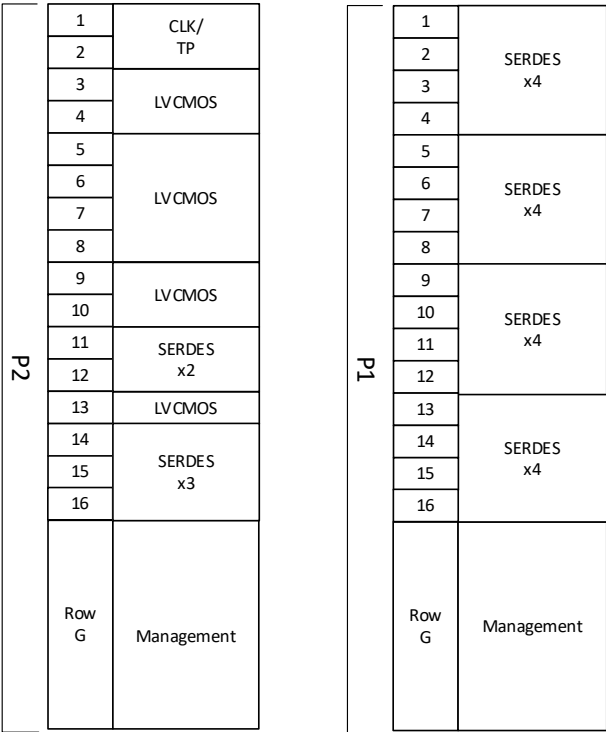 P2
1
2
CLK/
TP
3
4
LVCMOS
5
6
7
8
LVCMOS
9
10
LVCMOS
11
12
SERDES
x2
13
LVCMOS
14
15
16
SERDES
x3
Row
G
Management
P1
1
2
3
4
SERDES
x4
5
6
7
8
SERDES
x4
9
10
11
12
SERDES
x4
13
14
15
16
SERDES
x4
Row
G
Management